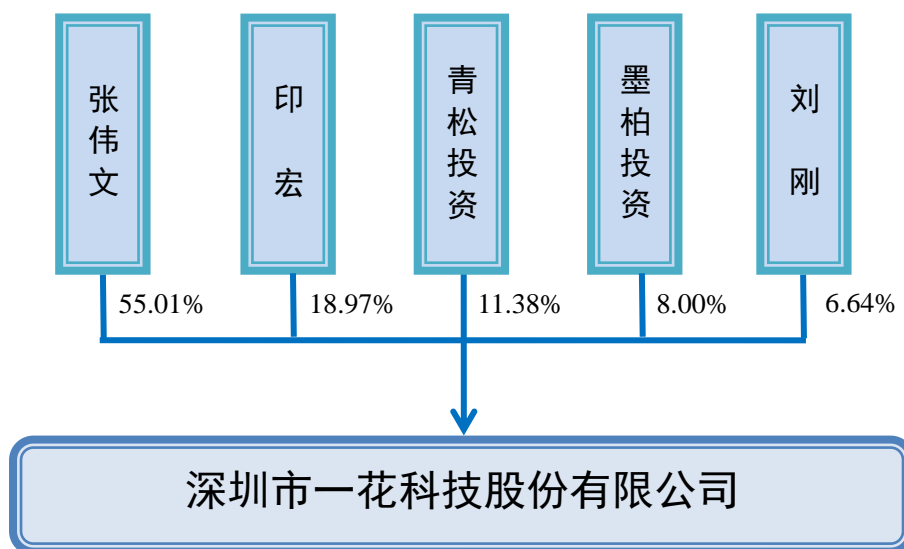 张伟文
印宏
青松投资
墨柏投资
刘刚
55.01%
18.97%
11.38%
8.00%
6.64%
深圳市一花科技股份有限公司